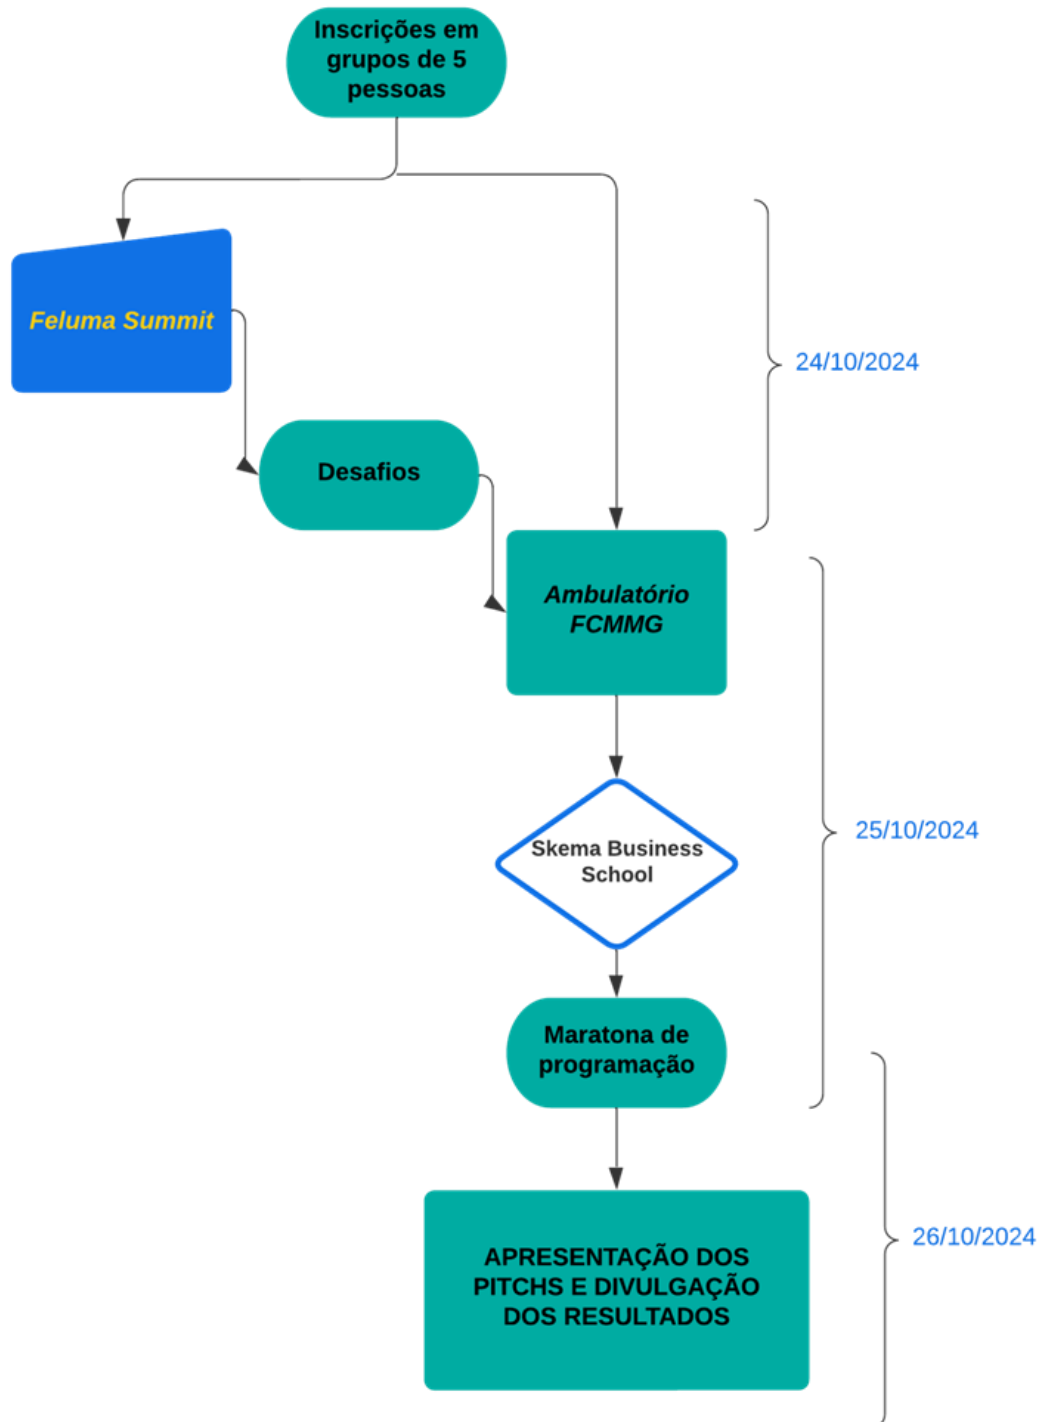 Inscrições em
grupos de 5
pessoas
Feluma Summit
24/10/2024
Desafios
Ambulatório
FCMMG
25/10/2024
Skema Business
School
Maratona de
programação
26/10/2024
APRESENTAÇÃO DOS
PITCHS E DIVULGAÇÃO
DOS RESULTADOS